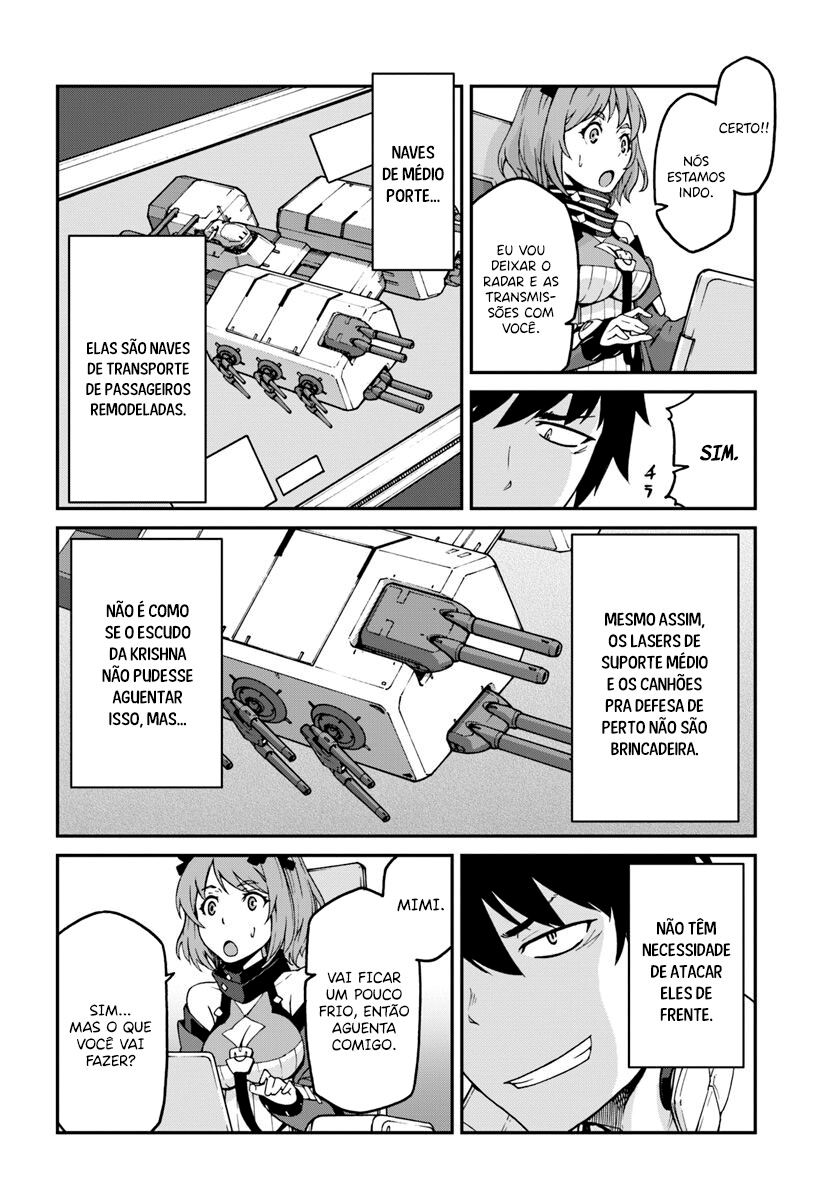 CERTO!!
NÓS
ESTAMOS
INDO.
EU VOU
DEIXAR O
RADAR E AS
TRANSMIS-
SÕES COM
VOCÊ.
NAVES
DE MÉDIO
PORTE...
ELAS SÃO NAVES
DE TRANSPORTE
DE PASSAGEIROS
REMODELADAS.
SIM.
MESMO ASSIM,
OS LASERS DE
SUPORTE MÉDIO
E OS CANHÕES
PRA DEFESA DE
PERTO NÃO SÃO
BRINCADEIRA.
NÃO É COMO
SE O ESCUDO
DA KRISHNA
NÃO PUDESSE
AGUENTAR
ISSO, MAS...
NÃO TÊM
NECESSIDADE
DE ATACAR
ELES DE
FRENTE.
MIMI.
VAI FICAR
UM POUCO
FRIO, ENTÃO
AGUENTA
COMIGO.
SIM...
MAS O QUE
VOCÊ VAI
FAZER?